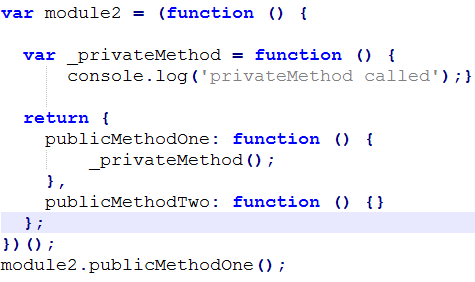 var module2 = (function () {
  var _privateMethod = function () {
      console.log('privateMethod called');}
  return {
    publicMethodOne: function () {
        _privateMethod();
    },
    publicMethodTwo: function () {}
  };
})();
module2.publicMethodOne();